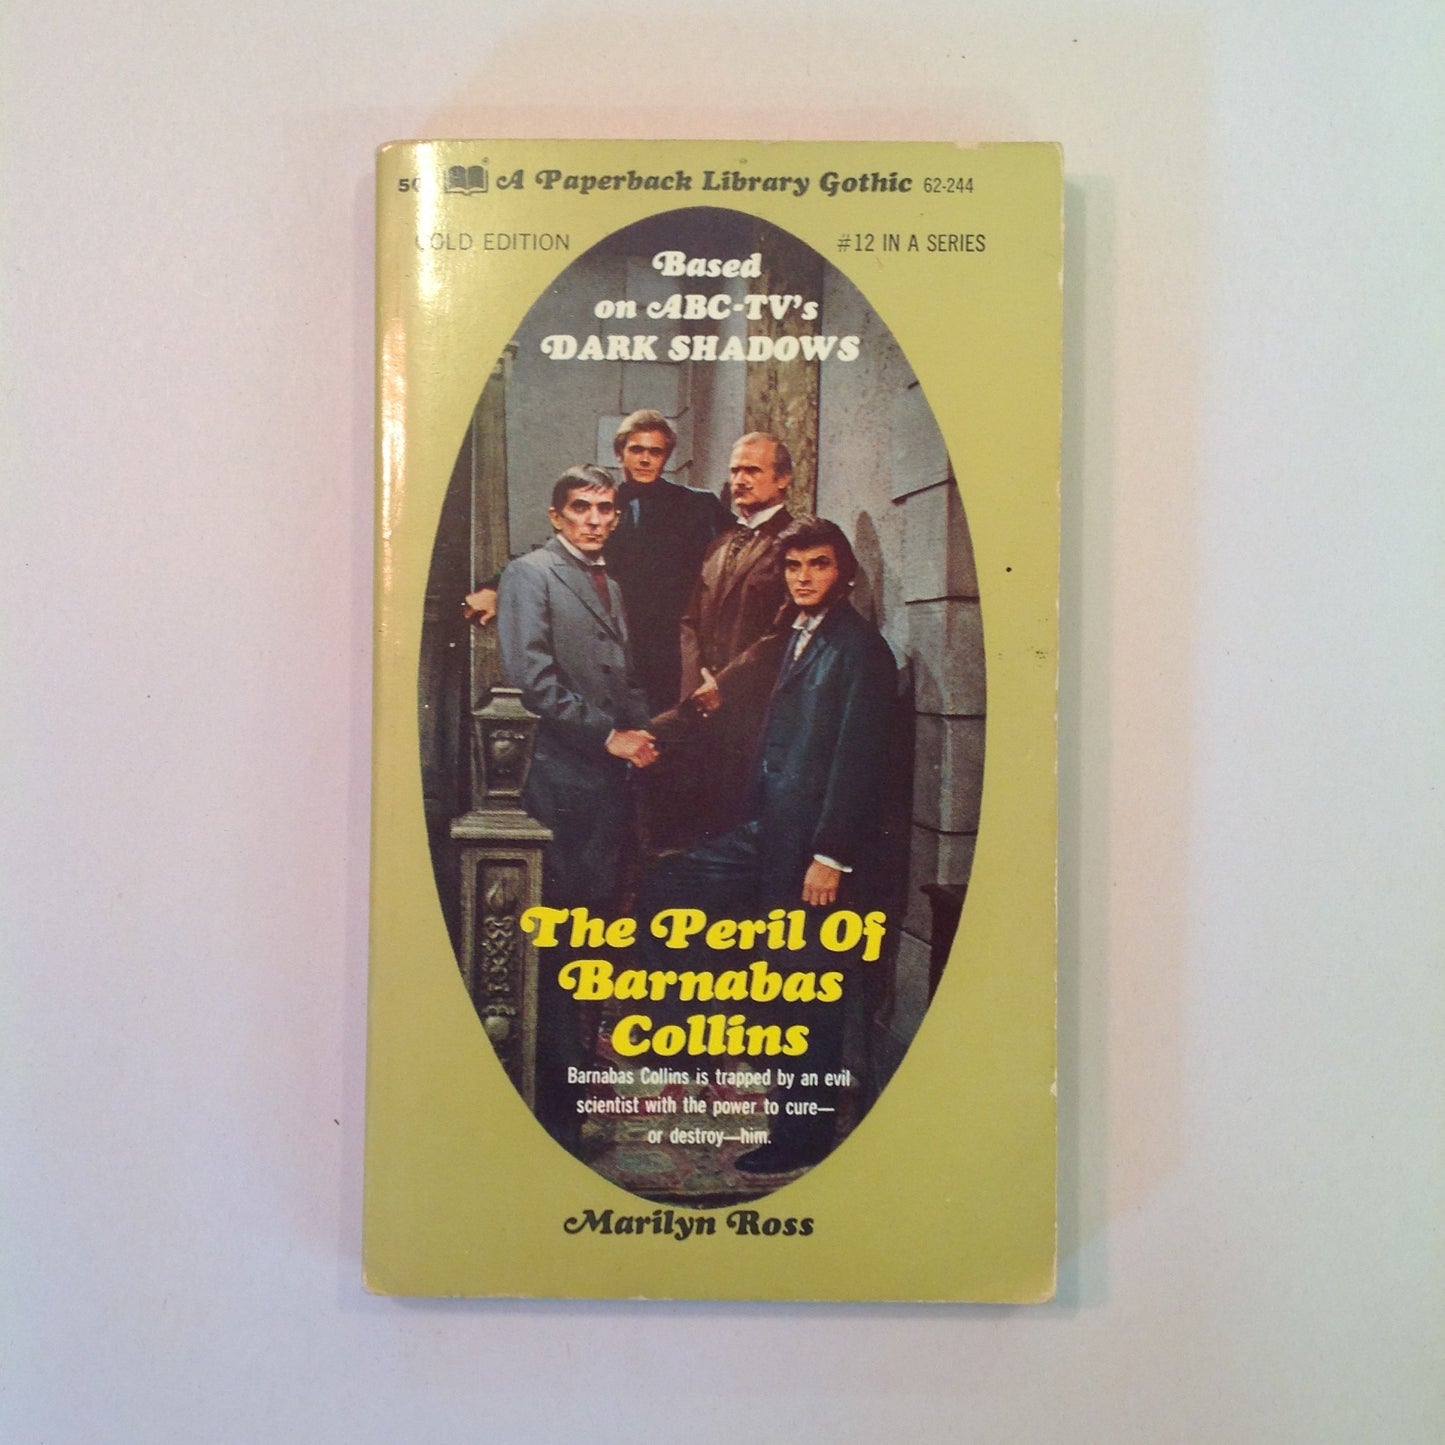 A Paperback Library Gothic 62-244
GOLD EDITION
#12 IN A SERIES
Based
on ABC-TV's
DARK SHADOWS
The Peril Of
Barnabas
Collins
Barnabas Collins is trapped by an evil
scientist with the power to cure—
or destroy—him.
Marilyn Ross